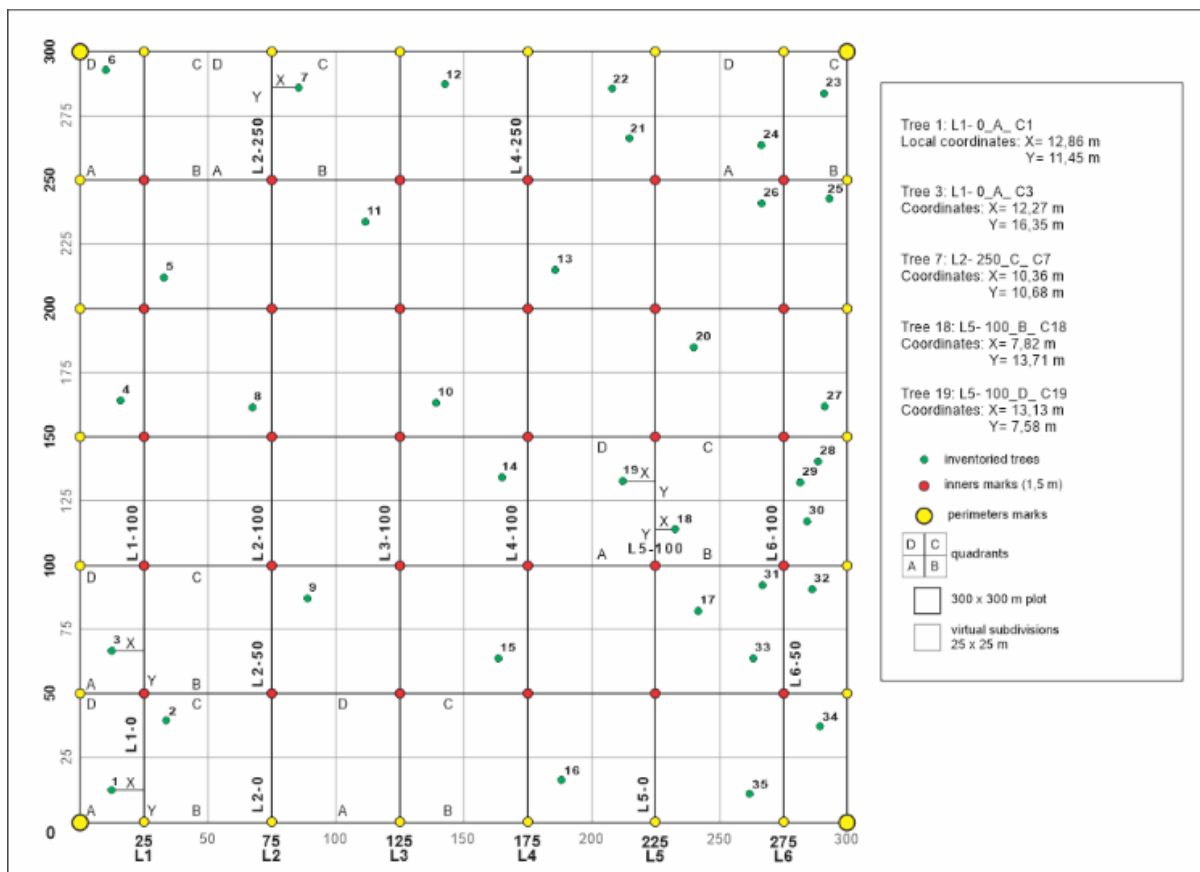 300
6
D
C
D
C
D
C
X
7
Y
12
22
23
275
L2-250
L4-250
21
24
A
B
A
B
A
B
250
26
25
11
225
5
13
200
20
175
4
8
10
27
150
D
C
28
14
19
X
29
Y
125
X
18
30
Y
L1-100
L2-100
L3-100
L4-100
L5-100
L6-100
A
B
100
D
C
31
32
9
17
75
3
X
15
33
L2-50
L6-50
A
Y
B
50
D
C
D
C
2
L1-0
34
25
1
X
16
35
L2-0
L5-0
A
Y
B
A
B
0
25
50
75
100
125
150
175
200
225
250
275
300
L1
L2
L3
L4
L5
L6
Tree 1: L1- 0_A_ C1
Local coordinates: X= 12,86 m
Y= 11,45 m
Tree 3: L1- 0_A_ C3
Coordinates: X= 12,27 m
Y= 16,35 m
Tree 7: L2- 250_C_ C7
Coordinates: X= 10,36 m
Y= 10,68 m
Tree 18: L5- 100_B_ C18
Coordinates: X= 7,82 m
Y= 13,71 m
Tree 19: L5- 100_D_ C19
Coordinates: X= 13,13 m
Y= 7,58 m
inventoried trees
inners marks (1,5 m)
perimeters marks
D C
A B
quadrants
300 x 300 m plot
virtual subdivisions
25 x 25 m